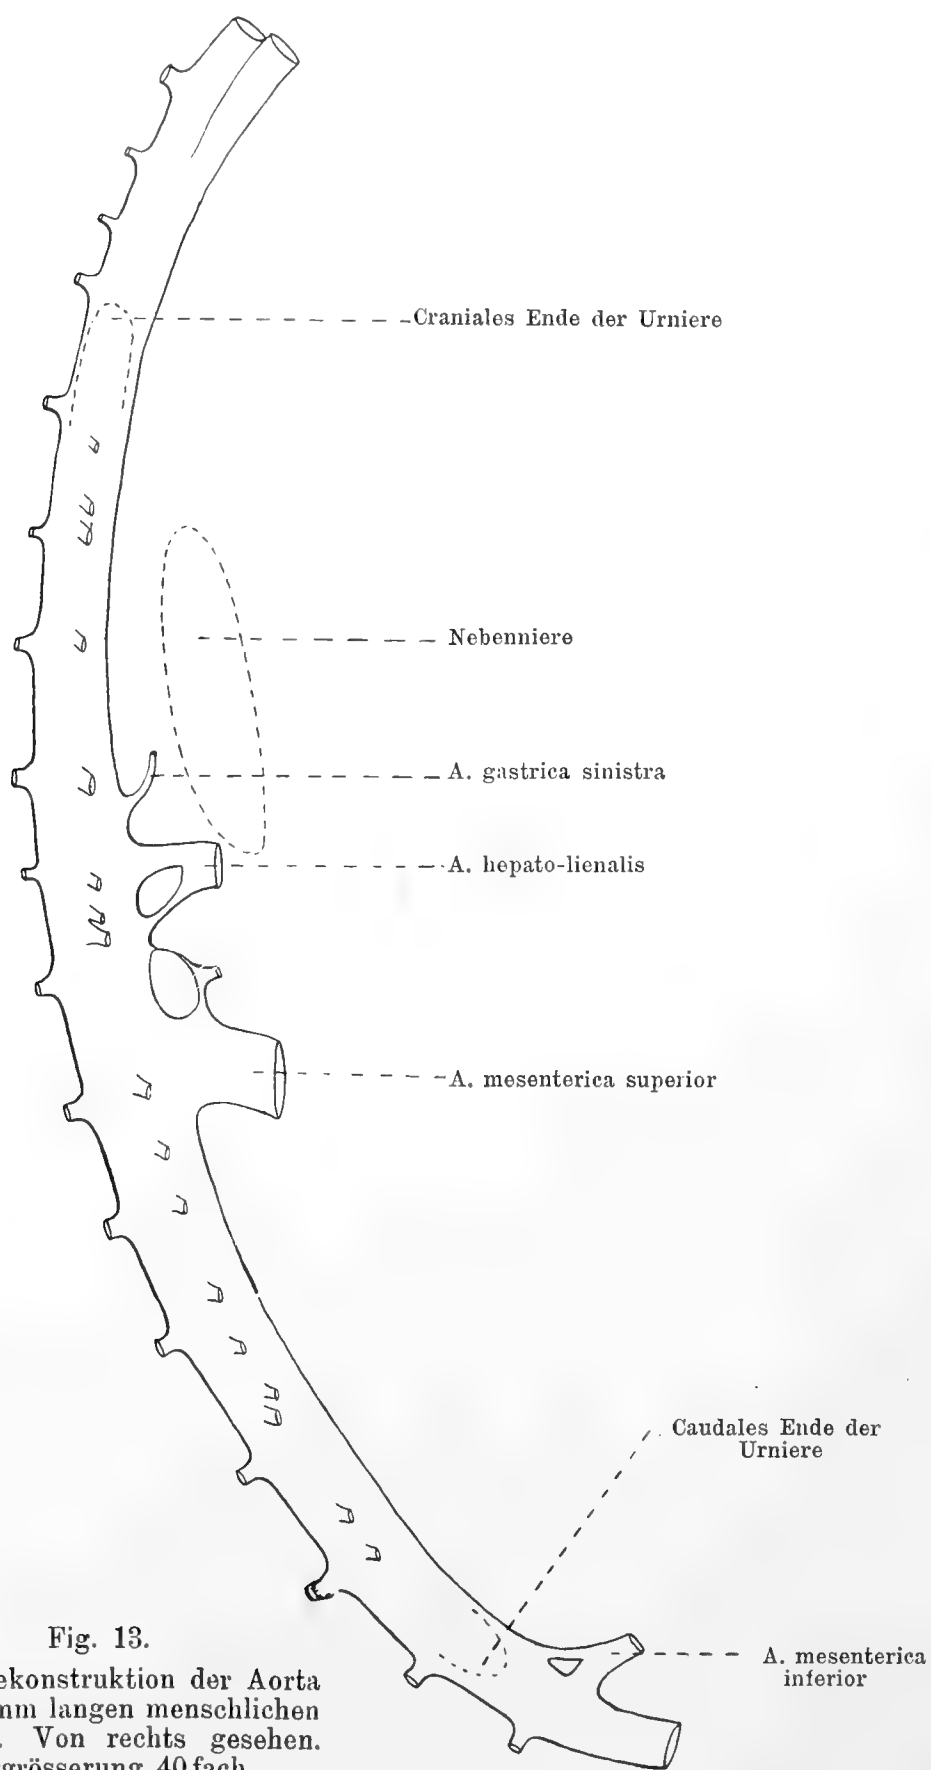 Craniales Ende der Urniere
Nebenniere
A. gastrica sinistra
A. hepato-lienalis
A. mesenterica superior
Caudales Ende der
Urniere
A. mesenterica
inferior
Fig. 13.
ekonstruktion der Aorta
mm langen menschlichen
. Von rechts gesehen.
grösserung 40 fach.